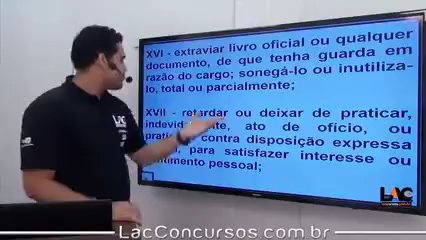 XVI - extraviar livro oficial ou qualquer
documento, de que tenha guarda em
razão do cargo; sonegá-lo ou inutiliza-
lo, total ou parcialmente;
XVII - retardar ou deixar de praticar,
ato de ofício, ou
contra disposição expressa
para satisfazer interesse ou
pessoal;
LAC
LAC
LacConcursos.com.br